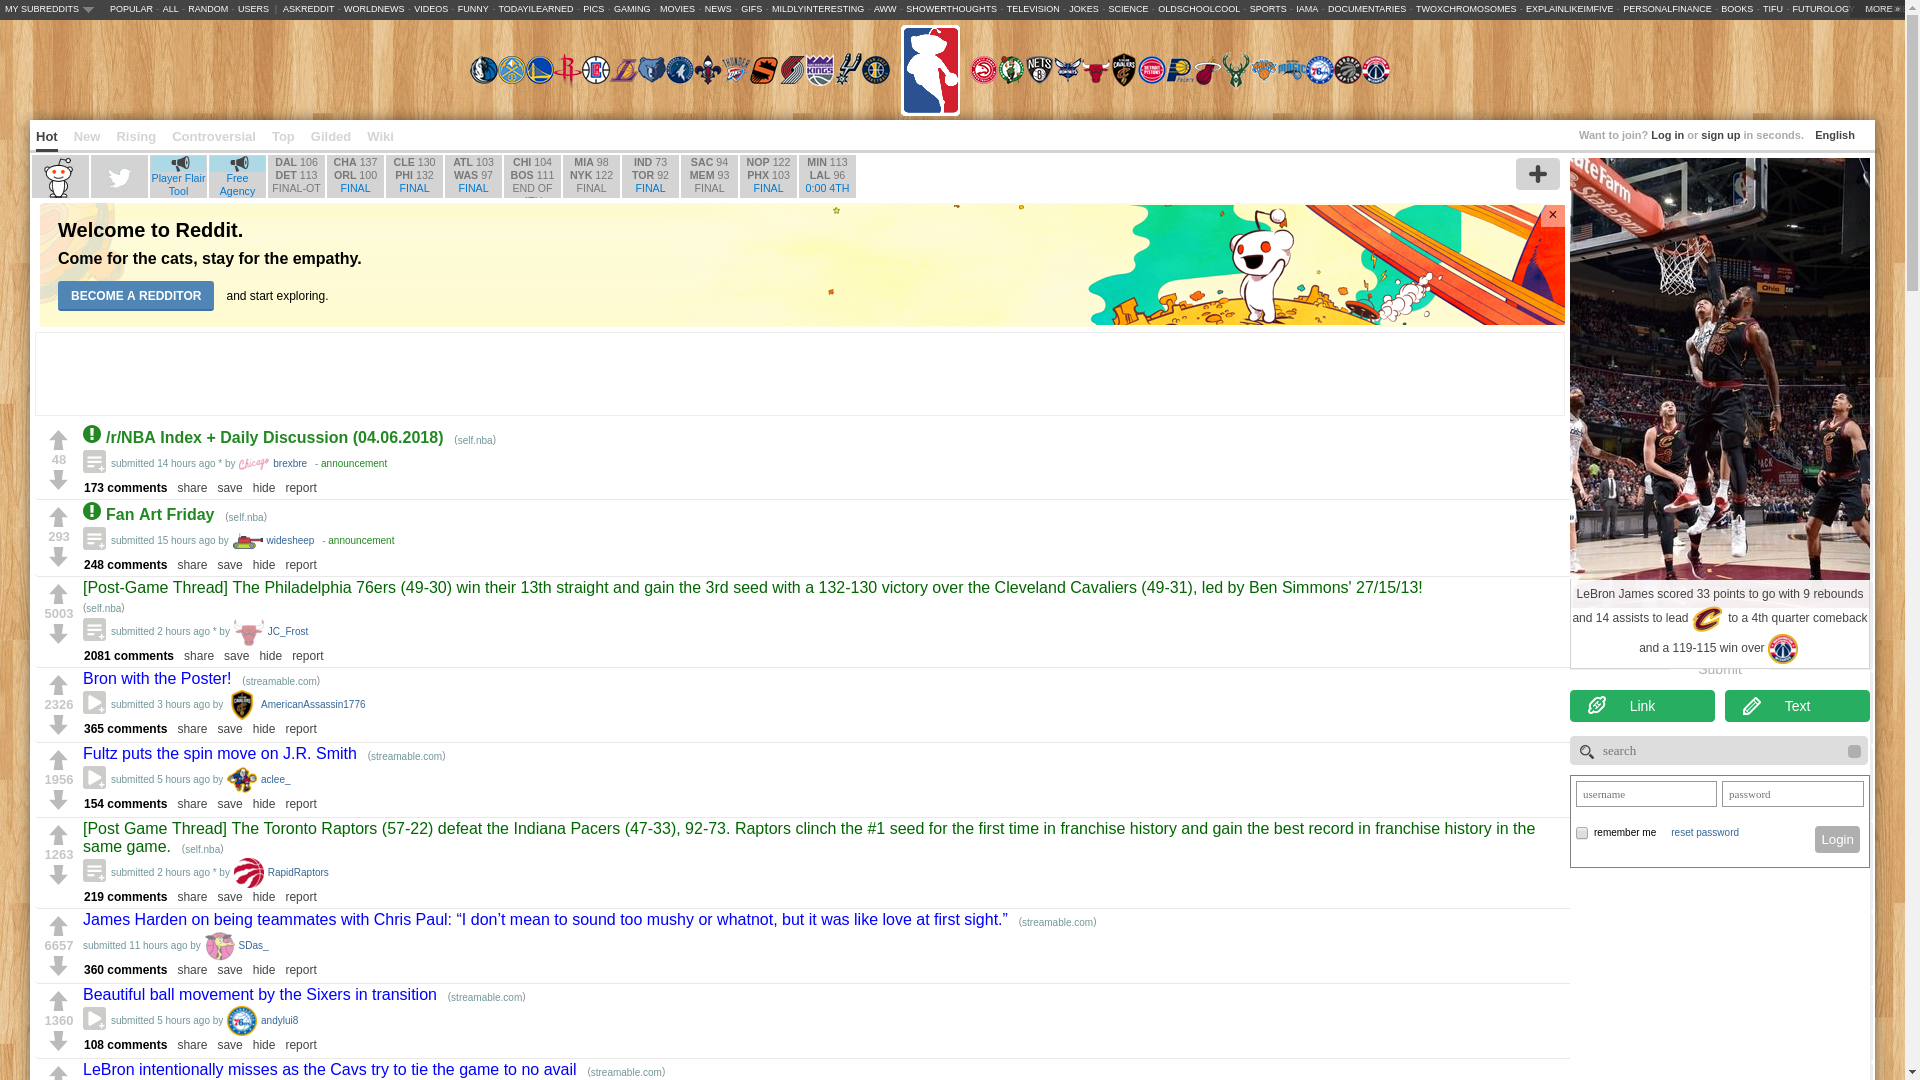 MY SUBREDDITS POPULAR - ALL - RANDOM - USERS | ASKREDDIT - WORLDNEWS - VIDEOS - FUNNY - TODAYILEARNED - PICS - GAMING - MOVIES - NEWS - GIFS - MILDLYINTERESTING - AWW - SHOWERTHOUGHTS - TELEVISION - JOKES - SCIENCE - OLDSCHOOLCOOL - SPORTS - IAMA - DOCUMENTARIES - TWOXCHROMOSOMES - EXPLAINLIKEIMFIVE - PERSONALFINANCE - BOOKS - TIFU - FUTUROLOGY MORE »
Hot New Rising Controversial Top Gilded Wiki
Want to join? Log in or sign up in seconds. English
Player Flair Tool
Free Agency
DAL 106 DET 113 FINAL-OT
CHA 137 ORL 100 FINAL
CLE 130 PHI 132 FINAL
ATL 103 WAS 97 FINAL
CHI 104 BOS 111 END OF
MIA 98 NYK 122 FINAL
IND 73 TOR 92 FINAL
SAC 94 MEM 93 FINAL
NOP 122 PHX 103 FINAL
MIN 113 LAL 96 0:00 4TH
Welcome to Reddit.
Come for the cats, stay for the empathy.
BECOME A REDDITOR and start exploring.
×
/r/NBA Index + Daily Discussion (04.06.2018) (self.nba)
48
submitted 14 hours ago * by Chicago brexbre - announcement
173 comments share save hide report
Fan Art Friday (self.nba)
293
submitted 15 hours ago by widesheep - announcement
248 comments share save hide report
[Post-Game Thread] The Philadelphia 76ers (49-30) win their 13th straight and gain the 3rd seed with a 132-130 victory over the Cleveland Cavaliers (49-31), led by Ben Simmons' 27/15/13!
(self.nba)
5003
submitted 2 hours ago * by JC_Frost
2081 comments share save hide report
Bron with the Poster! (streamable.com)
2326
submitted 3 hours ago by AmericanAssassin1776
365 comments share save hide report
Fultz puts the spin move on J.R. Smith (streamable.com)
1956
submitted 5 hours ago by aclee_
154 comments share save hide report
[Post Game Thread] The Toronto Raptors (57-22) defeat the Indiana Pacers (47-33), 92-73. Raptors clinch the #1 seed for the first time in franchise history and gain the best record in franchise history in the
same game. (self.nba)
1263
submitted 2 hours ago * by RapidRaptors
219 comments share save hide report
James Harden on being teammates with Chris Paul: “I don’t mean to sound too mushy or whatnot, but it was like love at first sight.” (streamable.com)
6657
submitted 11 hours ago by SDas_
360 comments share save hide report
Beautiful ball movement by the Sixers in transition (streamable.com)
1360
submitted 5 hours ago by andylui8
108 comments share save hide report
LeBron intentionally misses as the Cavs try to tie the game to no avail (streamable.com)
StateFarm
LeBron James scored 33 points to go with 9 rebounds
and 14 assists to lead to a 4th quarter comeback
and a 119-115 win over
Submit
Link Text
search
username password
remember me reset password Login